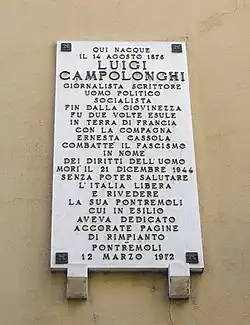 QUI NACQUE
IL 14 AGOSTO 1876
LUIGI
CAMPOLONGHI
GIORNALISTA SCRITTORE
UOMO POLITICO
SOCIALISTA
FIN DALLA GIOVINEZZA
FU DUE VOLTE ESULE
IN TERRA DI FRANCIA
CON LA COMPAGNA
ERNESTA CASSOLA
COMBATTE IL FASCISMO
IN NOME
DEI DIRITTI DELL'UOMO
MORI' IL 21 DICEMBRE 1944
SENZA POTER SALUTARE
L'ITALIA LIBERA
E RIVEDERE
LA SUA PONTREMOLI
CUI IN ESILIO
AVEVA DEDICATO
ACCORATE PAGINE
DI RIMPIANTO
PONTREMOLI
12 MARZO 1972